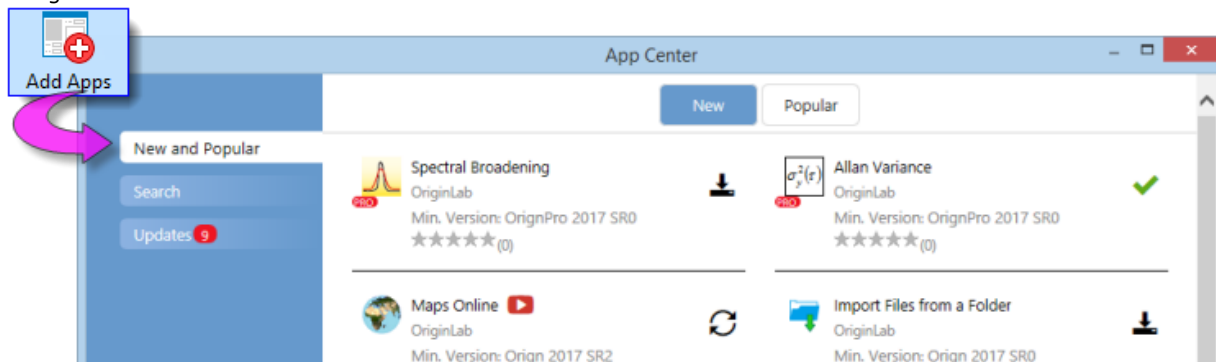 Add Apps
App Center
New
Popular
New and Popular
Search
Updates 9
Spectral Broadening
OriginLab
Min. Version: OrignPro 2017 SR0
(0)
PRO
Allan Variance
OriginLab
Min. Version: OrignPro 2017 SR0
(0)
σ²y(τ)
PRO
Maps Online
OriginLab
Min. Version: Orign 2017 SR2
Import Files from a Folder
OriginLab
Min. Version: Orign 2017 SR0